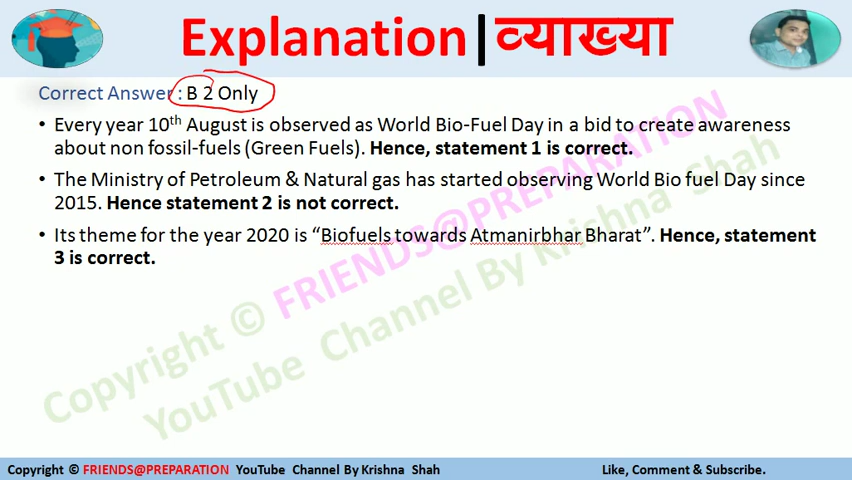 Explanation|व्याख्या
Correct Answer : B 2 Only
• Every year 10th August is observed as World Bio-Fuel Day in a bid to create awareness
about non fossil-fuels (Green Fuels). Hence, statement 1 is correct.
• The Ministry of Petroleum & Natural gas has started observing World Bio fuel Day since
2015. Hence statement 2 is not correct.
• Its theme for the year 2020 is “Biofuels towards Atmanirbhar Bharat”. Hence, statement
3 is correct.
Copyright © FRIENDS@PREPARATION
YouTube Channel By Krishna Shah
Copyright © FRIENDS@PREPARATION YouTube Channel By Krishna Shah Like, Comment & Subscribe.